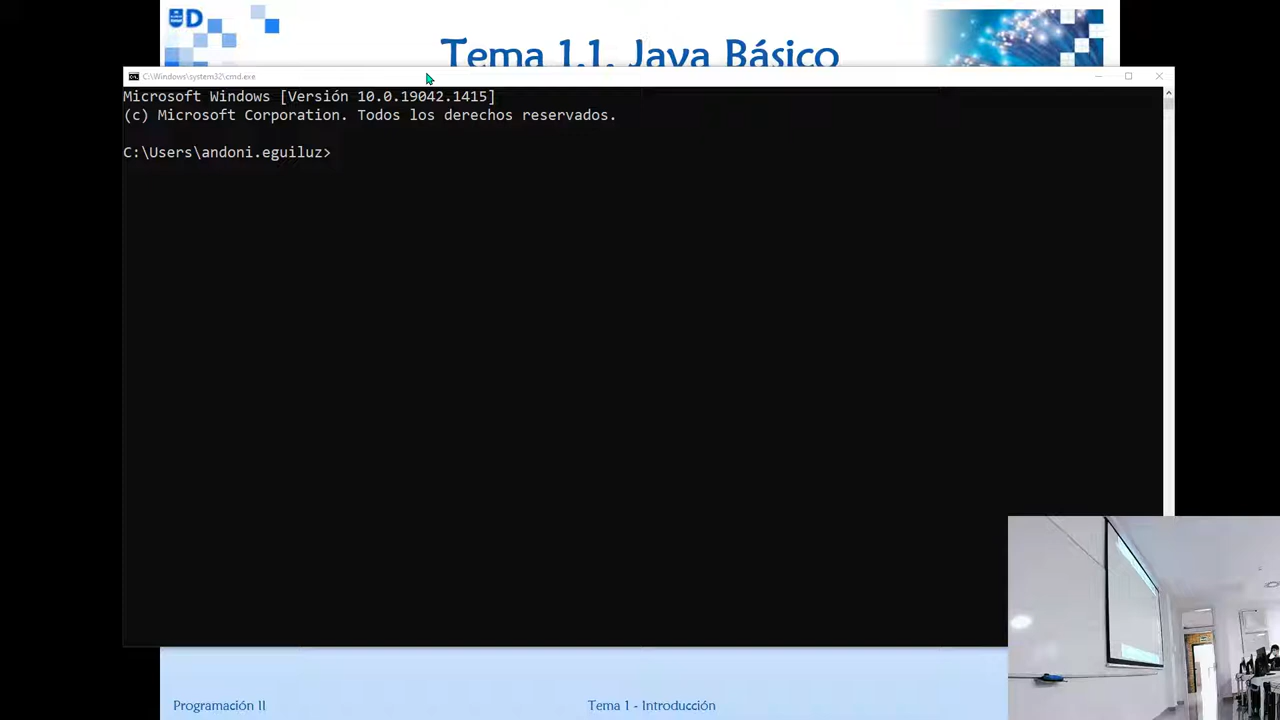 UD
Tema 1.1. Java Básico
C:\Windows\system32\cmd.exe
Microsoft Windows [Versión 10.0.19042.1415]
(c) Microsoft Corporation. Todos los derechos reservados.
C:\Users\andoni.eguiluz>
Programación II
Tema 1 - Introducción